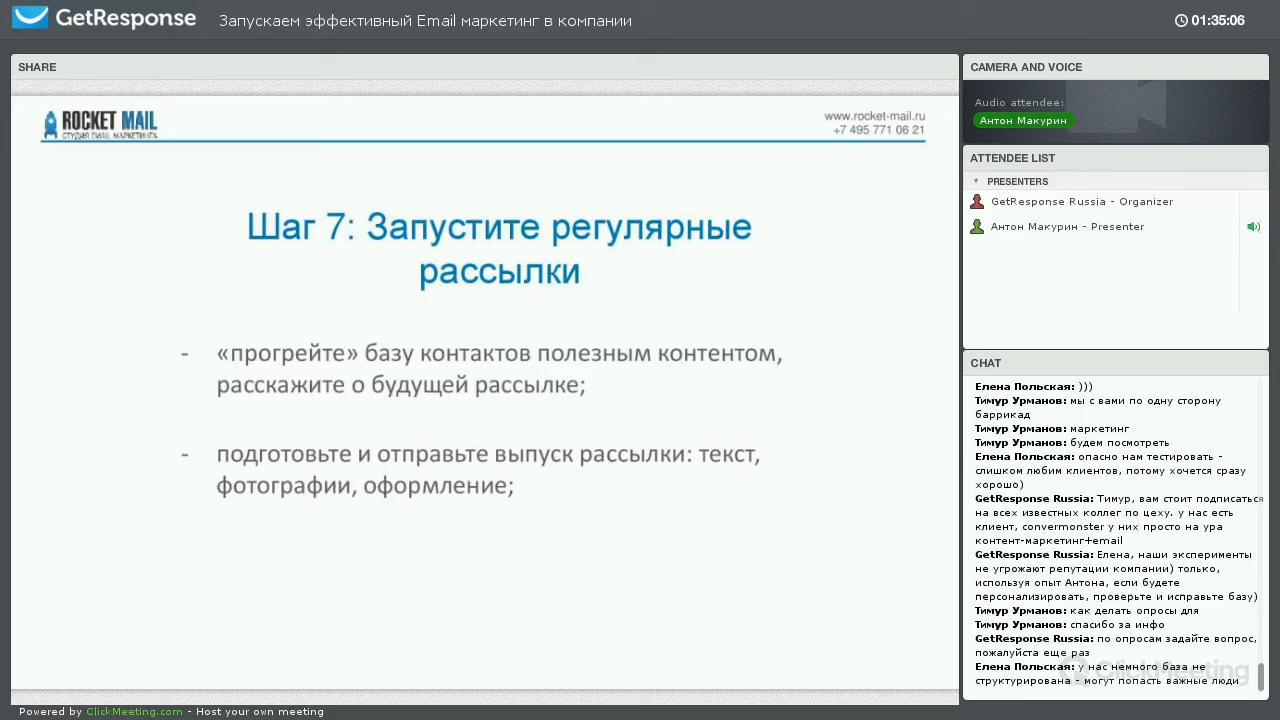 GetResponse
Запускаем эффективный Email маркетинг в компании
01:35:06
SHARE
ROCKET MAIL
СТУДИЯ EMAIL МАРКЕТИНГА
www.rocket-mail.ru
+7 495 771 06 21
Шаг 7: Запустите регулярные
рассылки
- «прогрейте» базу контактов полезным контентом,
расскажите о будущей рассылке;
- подготовьте и отправьте выпуск рассылки: текст,
фотографии, оформление;
CAMERA AND VOICE
Audio attendee:
Антон Макурин
ATTENDEE LIST
PRESENTERS
GetResponse Russia - Organizer
Антон Макурин - Presenter
CHAT
Елена Польская: )))
Тимур Урманов: мы с вами по одну сторону
баррикад
Тимур Урманов: маркетинг
Тимур Урманов: будем посмотреть
Елена Польская: опасно нам тестировать -
слишком любим клиентов, потому хочется сразу
хорошо)
GetResponse Russia: Тимур, вам стоит подписаться
на всех известных коллег по цеху. у нас есть
клиент, convermonster у них просто на ура
контент-маркетинг+email
GetResponse Russia: Елена, наши эксперименты
не угрожают репутации компании) только,
используя опыт Антона, если будете
персонализировать, проверьте и исправьте базу)
Тимур Урманов: как делать опросы для
Тимур Урманов: спасибо за инфо
GetResponse Russia: по опросам задайте вопрос,
пожалуйста еще раз
Елена Польская: у нас немного база не
структурирована - могут попасть важные люди
ClickMeeting
Powered by ClickMeeting.com - Host your own meeting